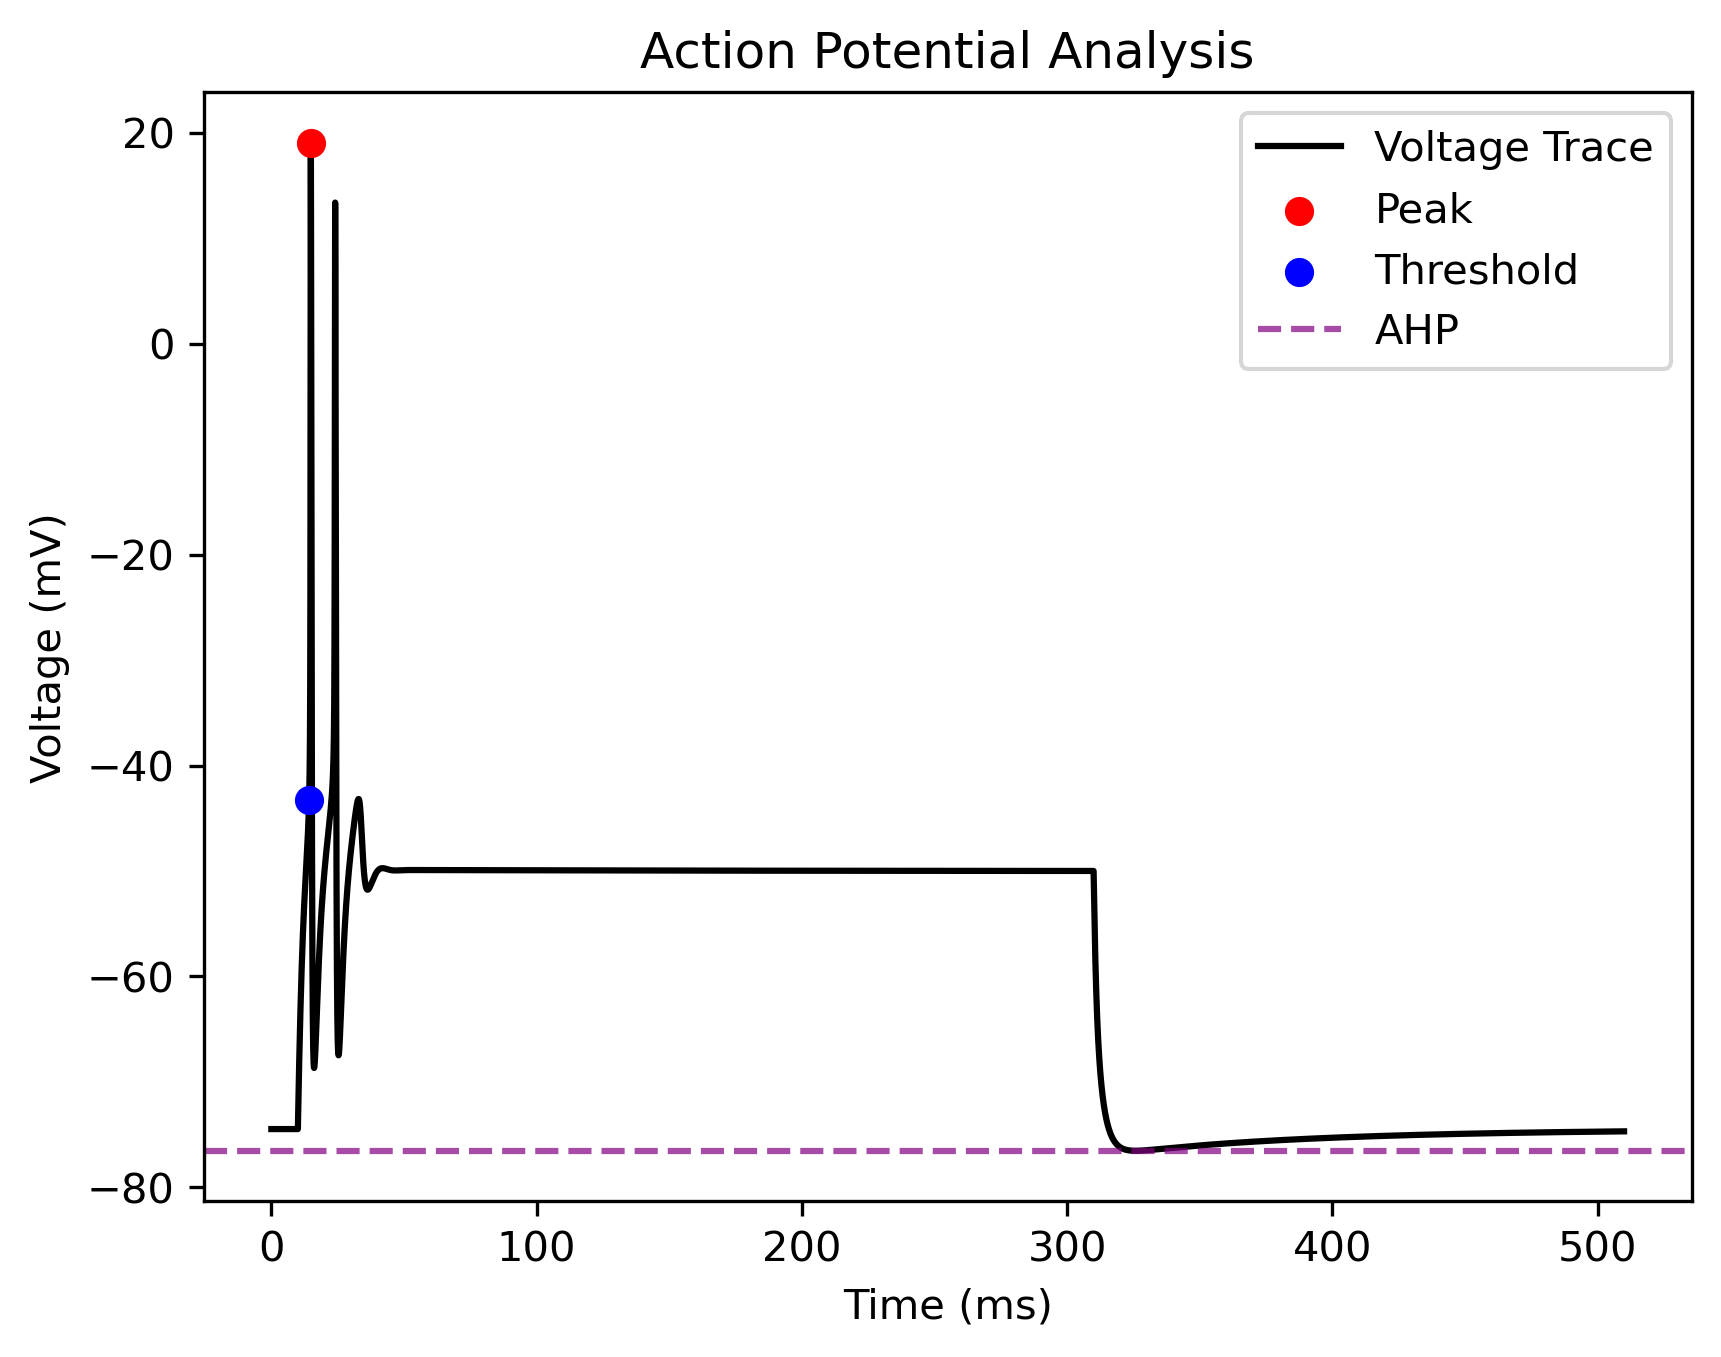 Action Potential Analysis
Voltage Trace
Peak
Threshold
AHP
Voltage (mV)
20
0
−20
−40
−60
−80
0 100 200 300 400 500
Time (ms)